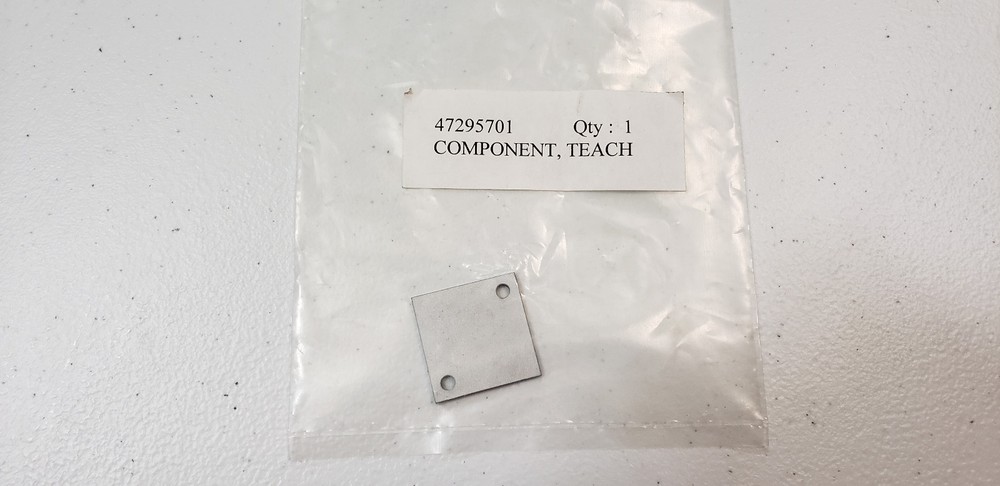 47295701 Qty : 1
COMPONENT, TEACH